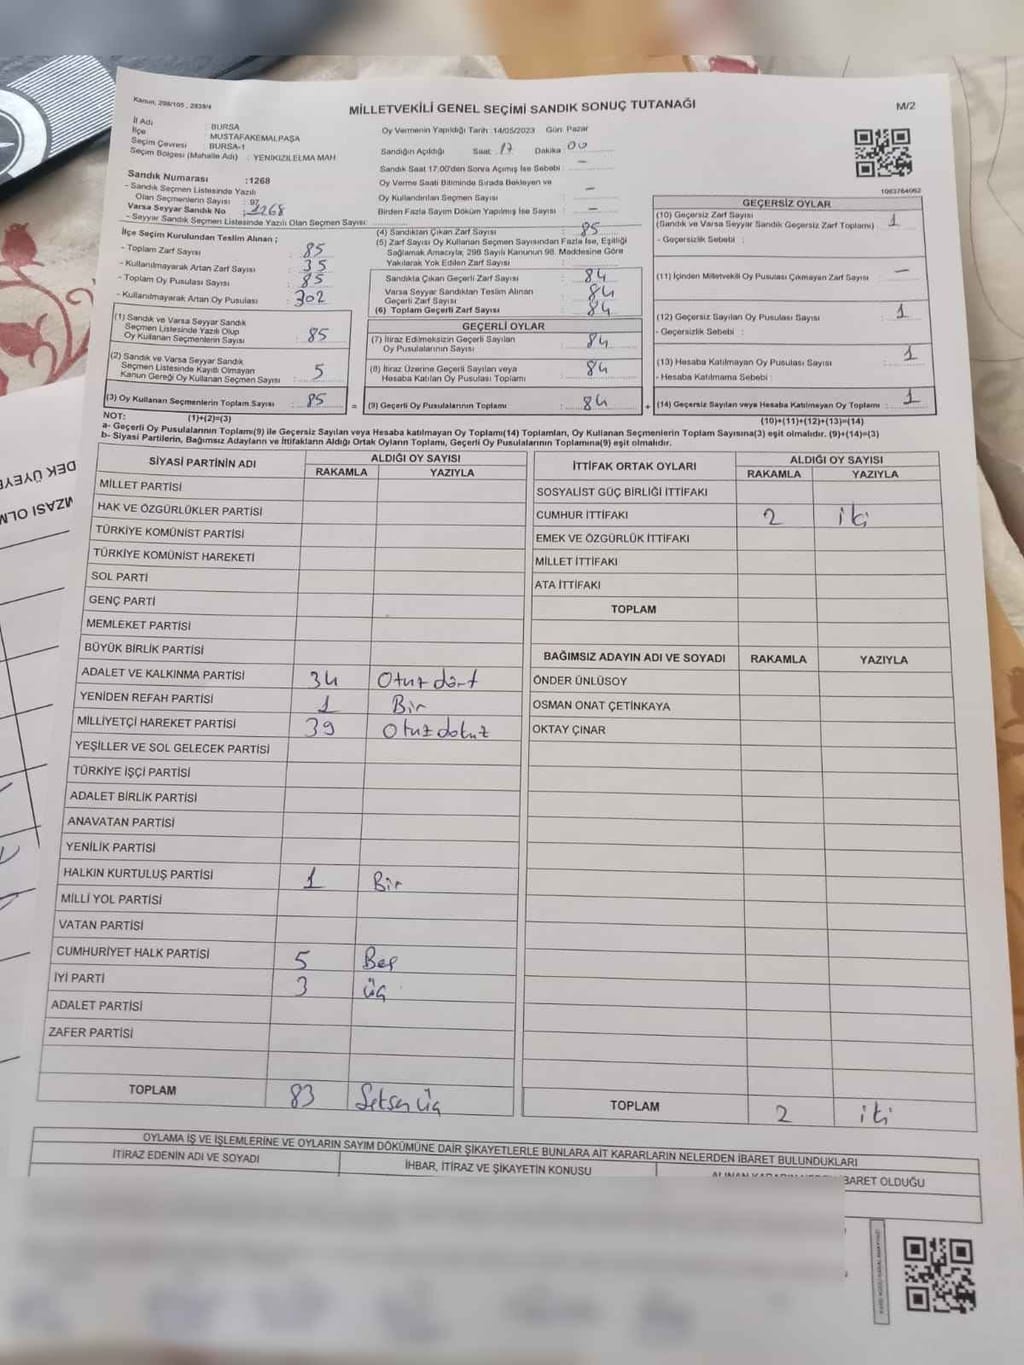 Kanun, 298/105 , 2839/4
MİLLETVEKİLİ GENEL SEÇİMİ SANDIK SONUÇ TUTANAĞI
M/2
İl Adı : BURSA
İlçe : MUSTAFAKEMALPAŞA
Seçim Çevresi : BURSA-1
Seçim Bölgesi (Mahalle Adı) : YENİKIZILELMA MAH
Sandık Numarası :1268
- Sandık Seçmen Listesinde Yazılı
Olan Seçmenlerin Sayısı : 97
Varsa Seyyar Sandık No : 1268
- Seyyar Sandık Seçmen Listesinde Yazılı Olan Seçmen Sayısı :
İlçe Seçim Kurulundan Teslim Alınan ;
- Toplam Zarf Sayısı : 85
- Kullanılmayarak Artan Zarf Sayısı : 35
- Toplam Oy Pusulası Sayısı : 85
- Kullanılmayarak Artan Oy Pusulası : 302
(1) Sandık ve Varsa Seyyar Sandık
Seçmen Listesinde Yazılı Olup
Oy Kullanan Seçmenlerin Sayısı : 85
(2) Sandık ve Varsa Seyyar Sandık
Seçmen Listesinde Kayıtlı Olmayan
Kanun Gereği Oy Kullanan Seçmen Sayısı : 5
(3) Oy Kullanan Seçmenlerin Toplam Sayısı : 85 =
Oy Vermenin Yapıldığı Tarih :14/05/2023 Gün: Pazar
Sandığın Açıldığı Saat : 17 Dakika : 00
Sandık Saat 17.00'den Sonra Açımış İse Sebebi : —
Oy Verme Saati Bitiminde Sırada Bekleyen ve
Oy Kullandırılan Seçmen Sayısı : —
Birden Fazla Sayım Döküm Yapılmış İse Sayısı : —
(4) Sandıktan Çıkan Zarf Sayısı : 85
(5) Zarf Sayısı Oy Kullanan Seçmen Sayısından Fazla İse, Eşitliği
Sağlamak Amacıyla, 298 Sayılı Kanunun 98. Maddesine Göre
Yakılarak Yok Edilen Zarf Sayısı :
Sandıkta Çıkan Geçerli Zarf Sayısı : 84
Varsa Seyyar Sandıktan Teslim Alınan
Geçerli Zarf Sayısı : 84
(6) Toplam Geçerli Zarf Sayısı : 84
GEÇERLİ OYLAR
(7) İtiraz Edilmeksizin Geçerli Sayılan
Oy Pusulalarının Sayısı : 84
(8) İtiraz Üzerine Geçerli Sayılan veya
Hesaba Katılan Oy Pusulası Toplamı : 84
(9) Geçerli Oy Pusulalarının Toplamı : 84 +
1083764062
GEÇERSİZ OYLAR
(10) Geçersiz Zarf Sayısı
(Sandık ve Varsa Seyyar Sandık Geçersiz Zarf Toplamı) : 1
- Geçersizlik Sebebi :
(11) İçinden Milletvekili Oy Pusulası Çıkmayan Zarf Sayısı : —
(12) Geçersiz Sayılan Oy Pusulası Sayısı : 1
- Geçersizlik Sebebi :
(13) Hesaba Katılmayan Oy Pusulası Sayısı : 1
- Hesaba Katılmama Sebebi :
(14) Geçersiz Sayılan veya Hesaba Katılmayan Oy Toplamı : 1
NOT: (1)+(2)=(3) (10)+(11)+(12)+(13)=(14)
a- Geçerli Oy Pusulalarının Toplamı(9) ile Geçersiz Sayılan veya Hesaba katılmayan Oy Toplamı(14) Toplamları, Oy Kullanan Seçmenlerin Toplam Sayısına(3) eşit olmalıdır. (9)+(14)=(3)
b- Siyasi Partilerin, Bağımsız Adayların ve İttifakların Aldığı Ortak Oyların Toplamı, Geçerli Oy Pusulalarının Toplamına(9) eşit olmalıdır.
SİYASİ PARTİNİN ADI ALDIĞI OY SAYISI
RAKAMLA YAZIYLA
MİLLET PARTİSİ
HAK VE ÖZGÜRLÜKLER PARTİSİ
TÜRKİYE KOMÜNİST PARTİSİ
TÜRKİYE KOMÜNİST HAREKETİ
SOL PARTİ
GENÇ PARTİ
MEMLEKET PARTİSİ
BÜYÜK BİRLİK PARTİSİ
ADALET VE KALKINMA PARTİSİ 34 Otuz dört
YENİDEN REFAH PARTİSİ 1 Bir
MİLLİYETÇİ HAREKET PARTİSİ 39 Otuz dokuz
YEŞİLLER VE SOL GELECEK PARTİSİ
TÜRKİYE İŞÇİ PARTİSİ
ADALET BİRLİK PARTİSİ
ANAVATAN PARTİSİ
YENİLİK PARTİSİ
HALKIN KURTULUŞ PARTİSİ 1 Bir
MİLLİ YOL PARTİSİ
VATAN PARTİSİ
CUMHURİYET HALK PARTİSİ 5 Beş
İYİ PARTİ 3 üç
ADALET PARTİSİ
ZAFER PARTİSİ
TOPLAM 83 Seksen üç
İTTİFAK ORTAK OYLARI ALDIĞI OY SAYISI
RAKAMLA YAZIYLA
SOSYALİST GÜÇ BİRLİĞİ İTTİFAKI
CUMHUR İTTİFAKI 2 iki
EMEK VE ÖZGÜRLÜK İTTİFAKI
MİLLET İTTİFAKI
ATA İTTİFAKI
TOPLAM
BAĞIMSIZ ADAYIN ADI VE SOYADI RAKAMLA YAZIYLA
ÖNDER ÜNLÜSOY
OSMAN ONAT ÇETİNKAYA
OKTAY ÇINAR
TOPLAM 2 iki
OYLAMA İŞ VE İŞLEMLERİNE VE OYLARIN SAYIM DÖKÜMÜNE DAİR ŞİKAYETLERLE BUNLARA AİT KARARLARIN NELERDEN İBARET BULUNDUKLARI
İTİRAZ EDENİN ADI VE SOYADI İHBAR, İTİRAZ VE ŞİKAYETİN KONUSU BARET OLDUĞU